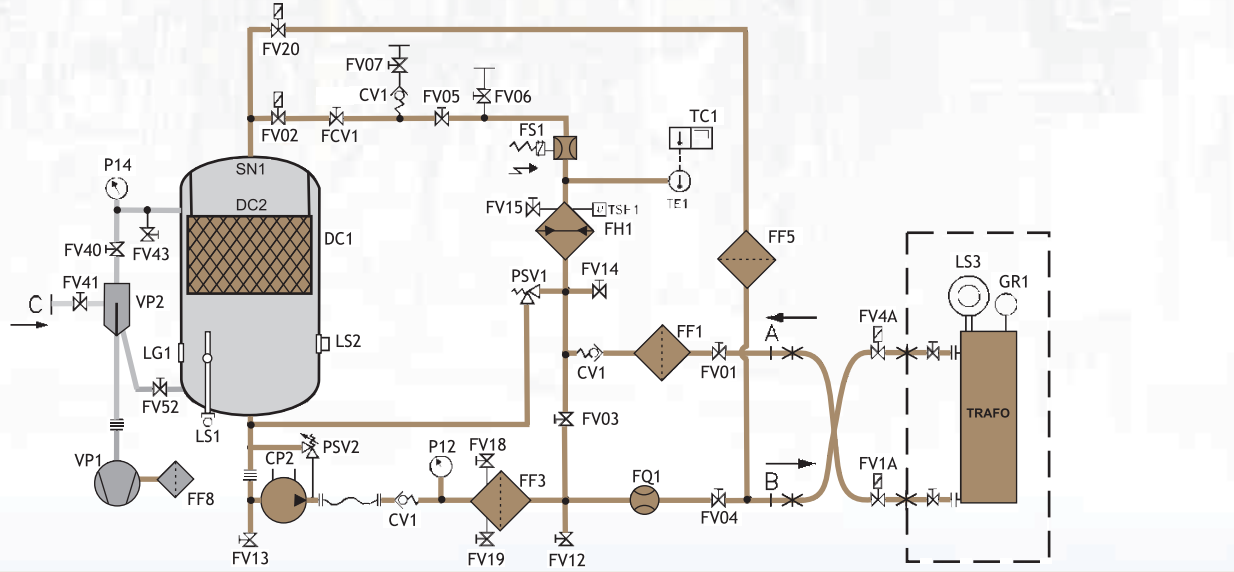 FV20
FV07
CV1
FV05
FV06
FV02
FCV1
FS1
TC1
P14
SN1
TE1
DC2
FV15
TSH1
FH1
DC1
FF5
FV40
FV43
FV41
PSV1
FV14
LS3
GR1
C
VP2
A
FV4A
LG1
LS2
FF1
CV1
FV01
FV52
FV03
TRAFO
LS1
PSV2
P12
FV18
VP1
CP2
FF3
FQ1
B
FV1A
FF8
CV1
FV04
FV13
FV19
FV12